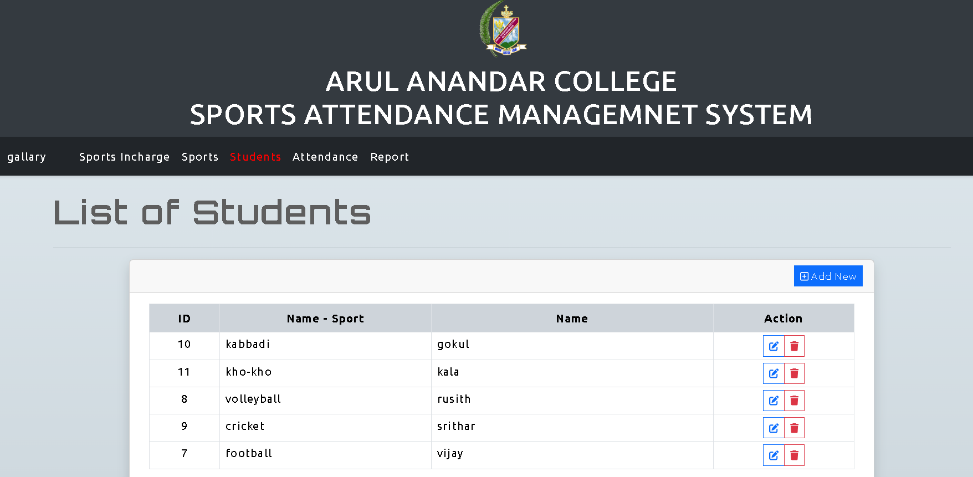 ARUL ANANDAR COLLEGE
SPORTS ATTENDANCE MANAGEMNET SYSTEM
gallary Sports Incharge Sports Students Attendance Report
List of Students
Add New
ID Name - Sport Name Action
10 kabbadi gokul
11 kho-kho kala
8 volleyball rusith
9 cricket srithar
7 football vijay